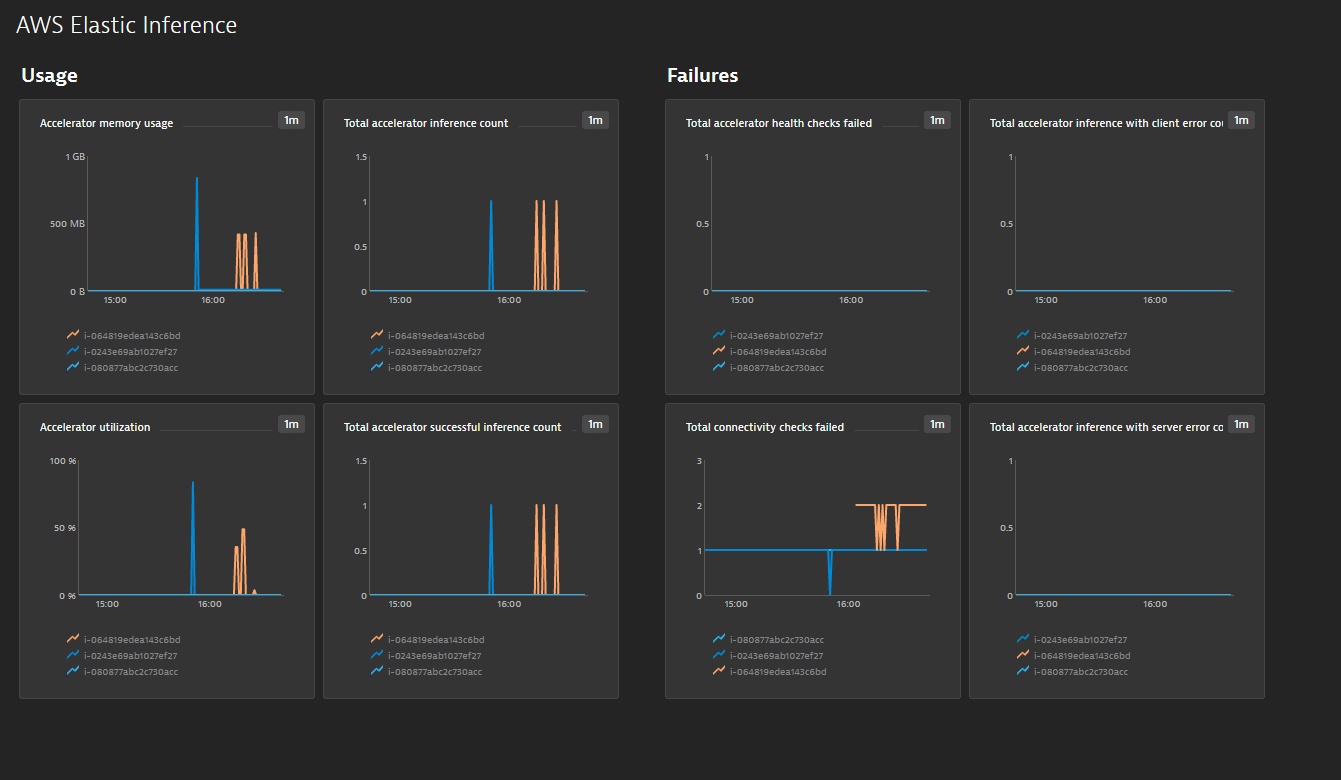 AWS Elastic Inference
Usage
Accelerator memory usage
1m
1 GB
500 MB
0 B
15:00
16:00
i-064819edea143c6bd
i-0243e69ab1027ef27
i-080877abc2c730acc
Total accelerator inference count
1m
1.5
1
0.5
0
15:00
16:00
i-064819edea143c6bd
i-0243e69ab1027ef27
i-080877abc2c730acc
Accelerator utilization
1m
100 %
50 %
0 %
15:00
16:00
i-064819edea143c6bd
i-0243e69ab1027ef27
i-080877abc2c730acc
Total accelerator successful inference count
1m
1.5
1
0.5
0
15:00
16:00
i-064819edea143c6bd
i-0243e69ab1027ef27
i-080877abc2c730acc
Failures
Total accelerator health checks failed
1m
1
0.5
0
15:00
16:00
i-0243e69ab1027ef27
i-064819edea143c6bd
i-080877abc2c730acc
Total accelerator inference with client error cou
1m
1
0.5
0
15:00
16:00
i-0243e69ab1027ef27
i-064819edea143c6bd
i-080877abc2c730acc
Total connectivity checks failed
1m
3
2
1
0
15:00
16:00
i-080877abc2c730acc
i-0243e69ab1027ef27
i-064819edea143c6bd
Total accelerator inference with server error co
1m
1
0.5
0
15:00
16:00
i-0243e69ab1027ef27
i-064819edea143c6bd
i-080877abc2c730acc